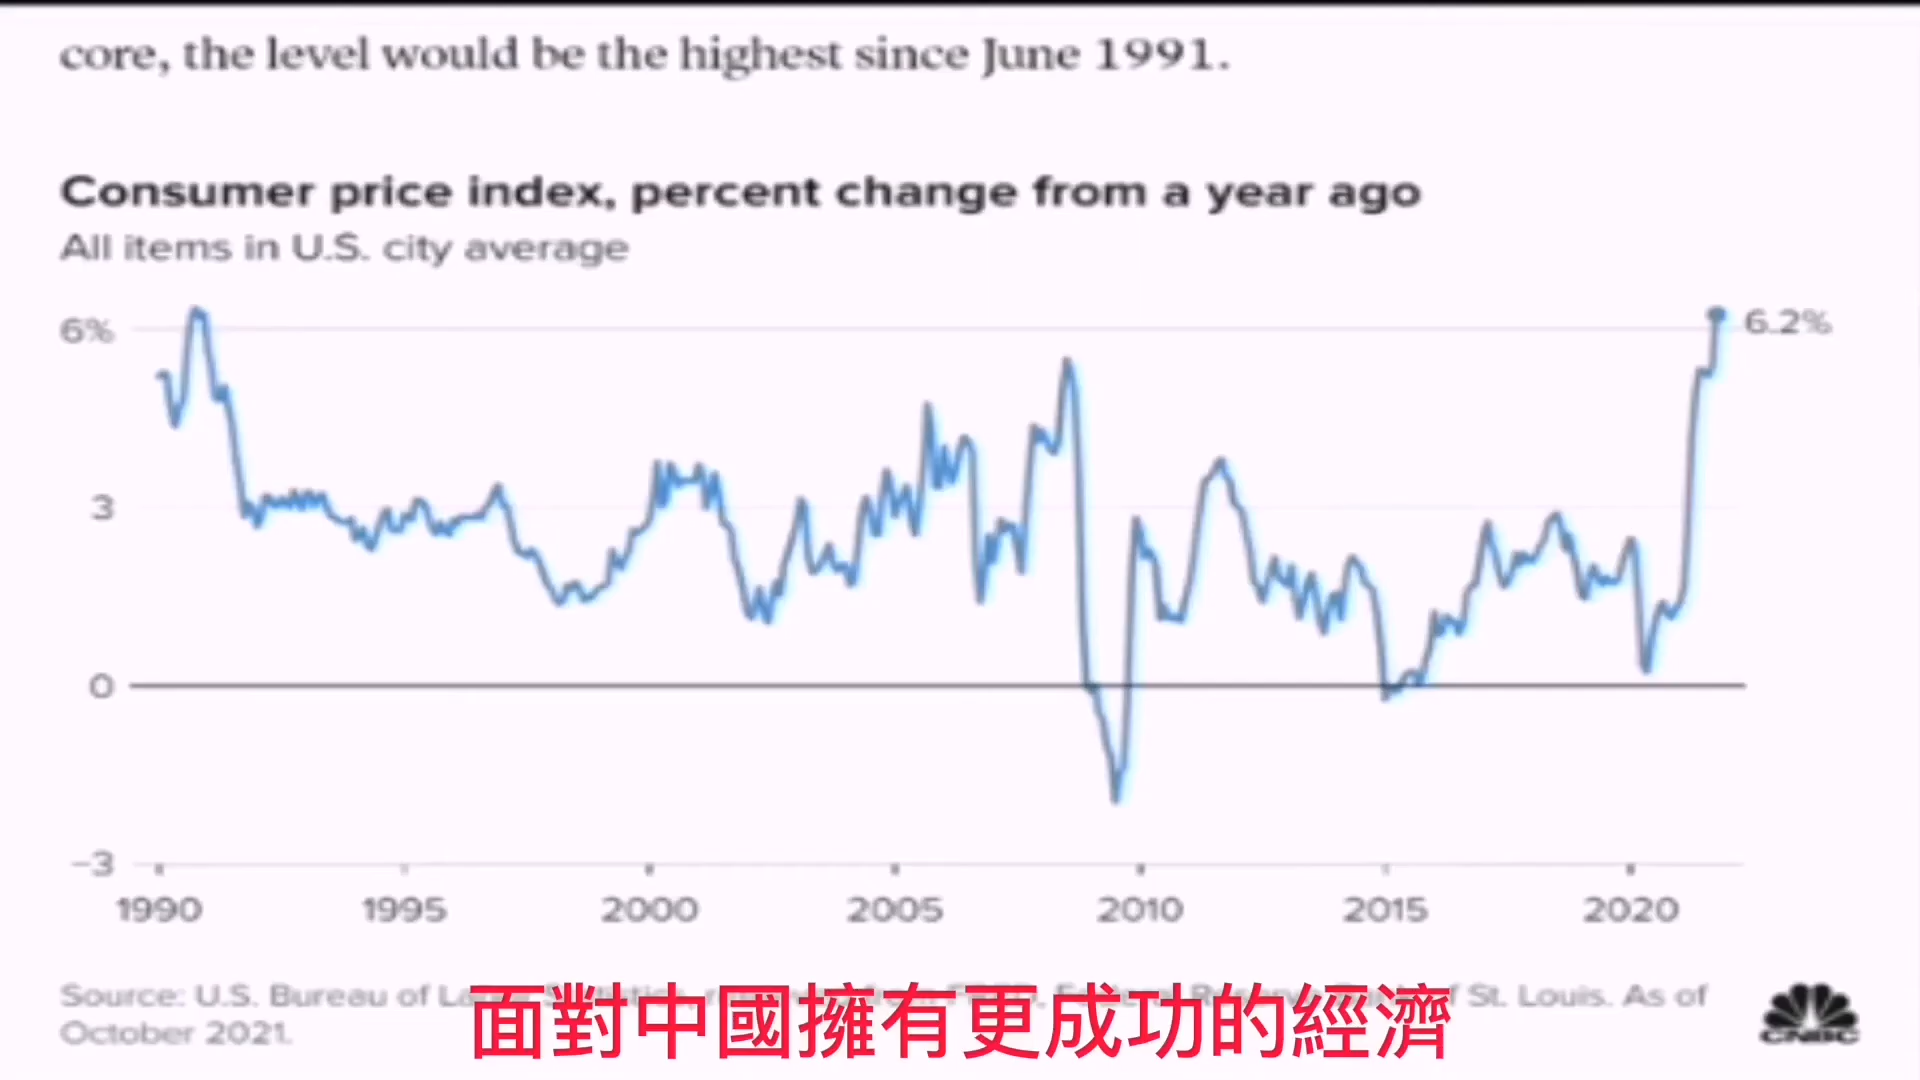 core, the level would be the highest since June 1991.
Consumer price index, percent change from a year ago
All items in U.S. city average
6%
6.2%
3
0
-3
1990 1995 2000 2005 2010 2015 2020
Source: U.S. Bureau of St. Louis. As of
October 2021.
面對中國擁有更成功的經濟
CNBC